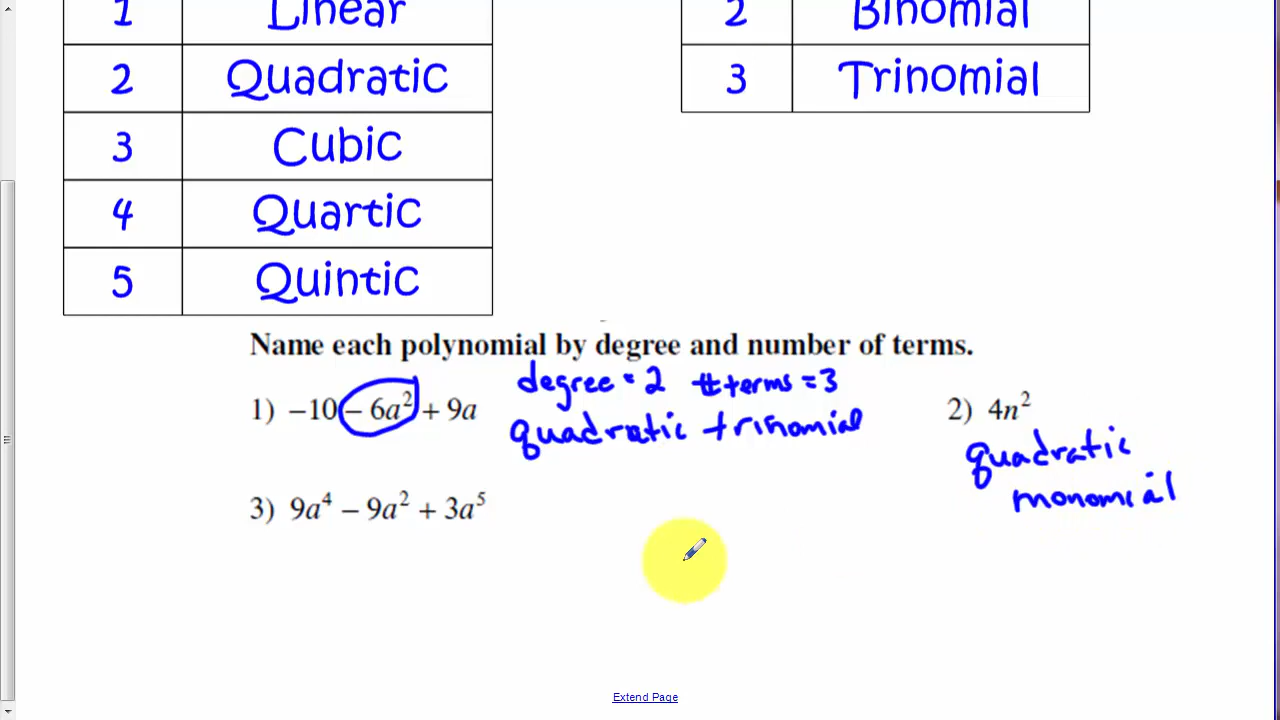 1 Linear
2 Binomial
2 Quadratic
3 Trinomial
3 Cubic
4 Quartic
5 Quintic
Name each polynomial by degree and number of terms.
degree = 2 #terms = 3
1) −10 − 6a² + 9a
2) 4n²
quadratic trinomial
quadratic
monomial
3) 9a⁴ − 9a² + 3a⁵
Extend Page